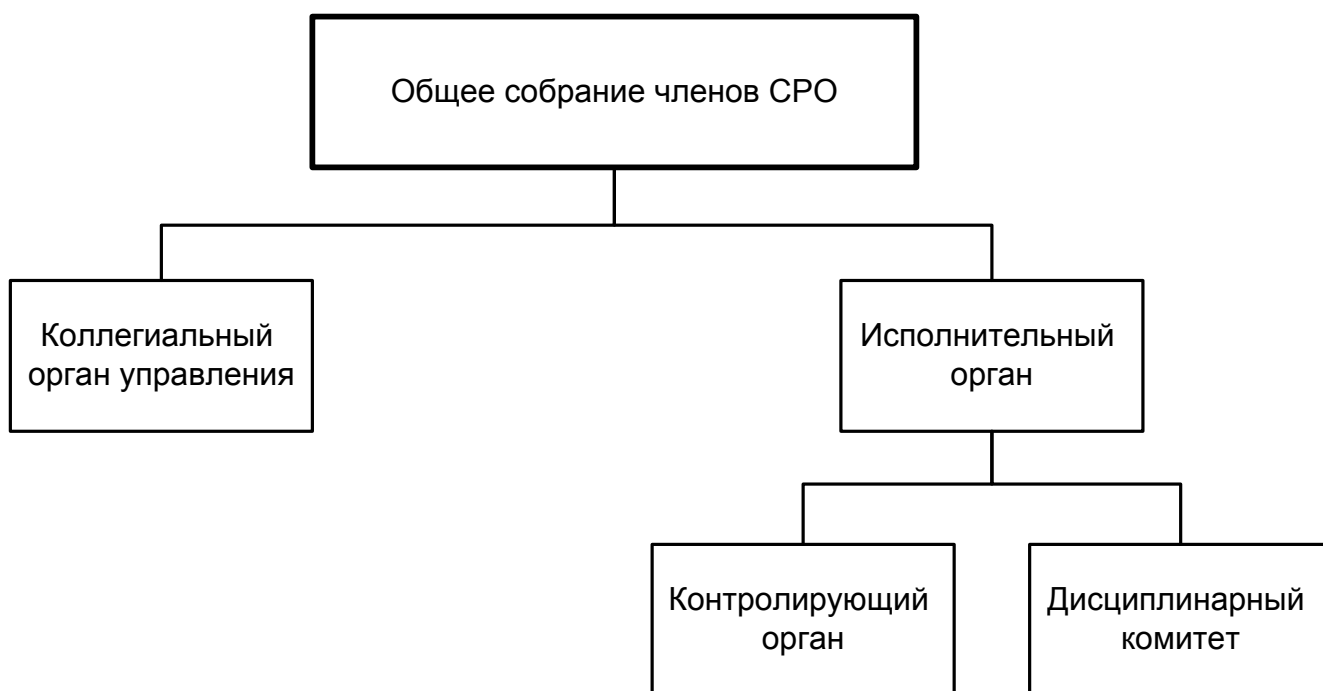 Общее собрание членов СРО
Коллегиальный
орган управления
Исполнительный
орган
Контролирующий
орган
Дисциплинарный
комитет